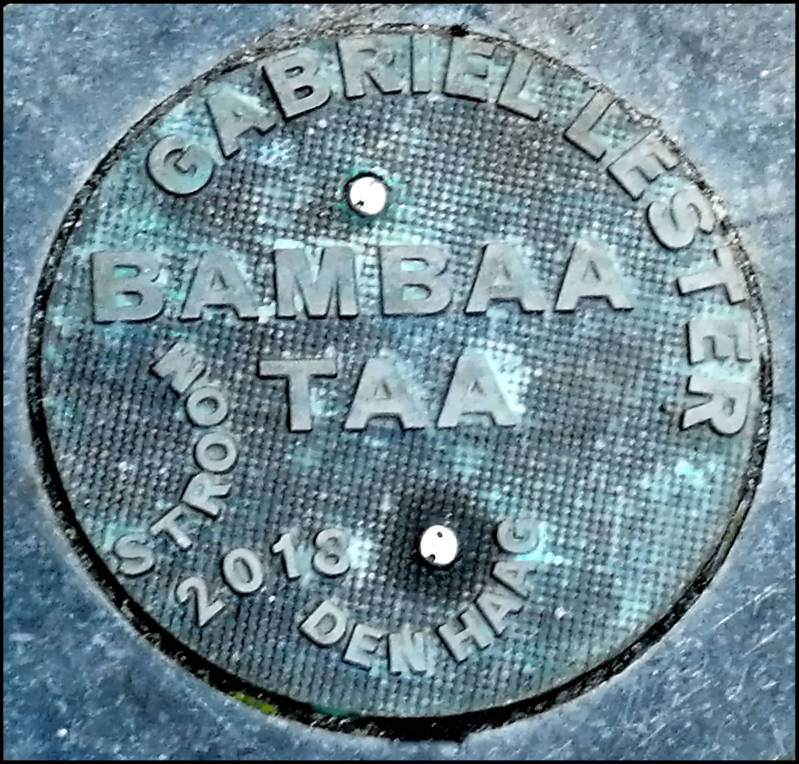 GABRIEL LESTER
BAMBAA
TAA
STROOM
2018
DEN HAAG